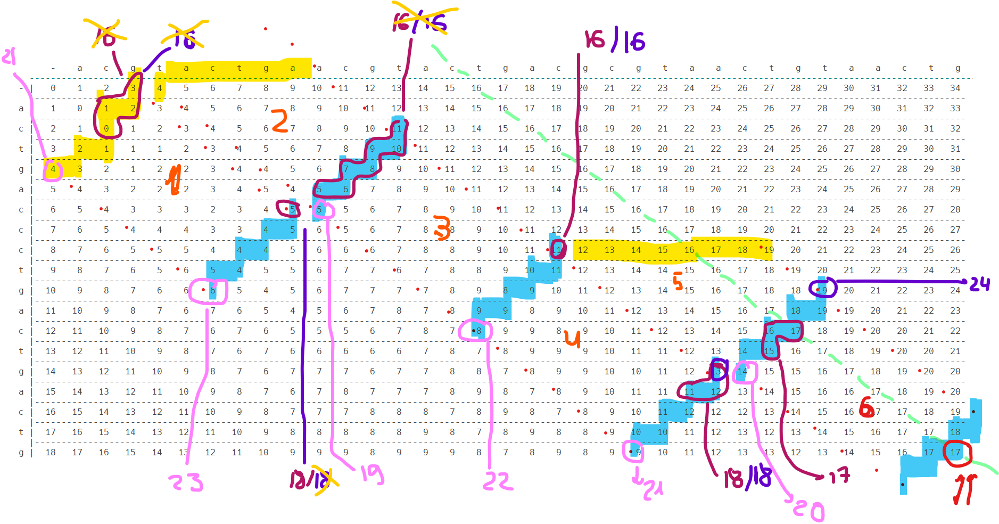 16 16 16/15
16/16
21
- a c g t a c t g a a c g t a c t g a c g c g t a a c t g t a a c t g
-| 0 1 2 3 4 5 6 7 8 9 10 11 12 13 14 15 16 17 18 19 20 21 22 23 24 25 26 27 28 29 30 31 32 33 34
a | 1 0 1 2 3 4 5 6 7 8 9 10 11 12 13 14 15 16 17 18 19 20 21 22 23 24 25 26 27 28 29 30 31 32 33
2
c | 2 1 0 1 2 3 4 5 6 7 8 9 10 11 12 13 14 15 16 17 18 19 20 21 22 23 24 25 26 27 28 29 30 31 32
t | 3 2 1 1 1 2 3 4 5 6 7 8 9 10 11 12 13 14 15 16 17 18 19 20 21 22 23 24 25 26 27 28 29 30 31
g | 4 3 2 1 2 2 3 4 4 5 6 7 8 9 10 11 12 13 14 15 16 17 18 19 20 21 22 23 24 25 26 27 28 29 30
1
a | 5 4 3 2 2 2 3 4 5 4 5 6 7 8 9 10 11 12 13 14 15 16 17 18 19 20 21 22 23 24 25 26 27 28 29
c | 6 5 4 3 3 3 2 3 4 5 5 5 6 7 8 9 10 11 12 13 14 15 16 17 18 19 20 21 22 23 24 25 26 27 28
3
c | 7 6 5 4 4 4 3 3 4 5 6 5 6 7 8 8 9 10 11 12 13 14 15 16 17 18 19 20 21 22 23 24 25 26 27
c | 8 7 6 5 5 5 4 4 4 5 6 6 6 7 8 8 9 10 11 11 12 13 14 15 16 17 18 19 20 21 22 23 24 25 26
t | 9 8 7 6 5 6 5 4 5 5 6 7 7 6 7 8 8 9 10 11 12 13 14 14 15 16 17 18 19 20 21 22 23 24 25
5
g | 10 9 8 7 6 6 6 5 4 5 6 7 7 7 7 8 9 8 9 10 11 12 13 14 15 16 17 18 18 19 20 21 22 23 24
24
a | 11 10 9 8 7 6 7 6 5 4 5 6 7 8 7 8 9 9 8 9 10 11 12 13 14 15 16 17 18 19 19 20 21 22 23
c | 12 11 10 9 8 7 6 7 6 5 5 5 6 7 8 7 8 9 9 8 9 10 11 12 13 14 15 16 17 18 19 20 20 21 22
4
t | 13 12 11 10 9 8 7 6 7 6 6 6 6 6 7 8 7 8 9 9 9 10 11 11 12 13 14 15 16 17 18 19 20 20 21
g | 14 13 12 11 10 9 8 7 6 7 7 7 6 7 7 8 8 7 8 9 9 10 10 11 12 13 14 15 15 16 17 18 19 20 20
a | 15 14 13 12 11 10 9 8 7 6 7 8 7 7 7 8 9 8 7 8 9 10 11 11 11 12 13 14 15 16 16 17 18 19 20
6
c | 16 15 14 13 12 11 10 9 8 7 7 7 8 8 8 7 8 9 8 7 8 9 10 11 12 12 12 13 14 15 16 17 17 18 19
t | 17 16 15 14 13 12 11 10 9 8 8 8 8 8 9 8 7 8 9 8 8 9 10 10 11 12 13 12 13 14 15 16 17 17 18
g | 18 17 16 15 14 13 12 11 10 9 9 9 8 9 9 9 8 7 8 9 8 9 9 10 11 12 13 13 12 13 14 15 16 17 17
23 18/18 19 22 21 18/18 17
20